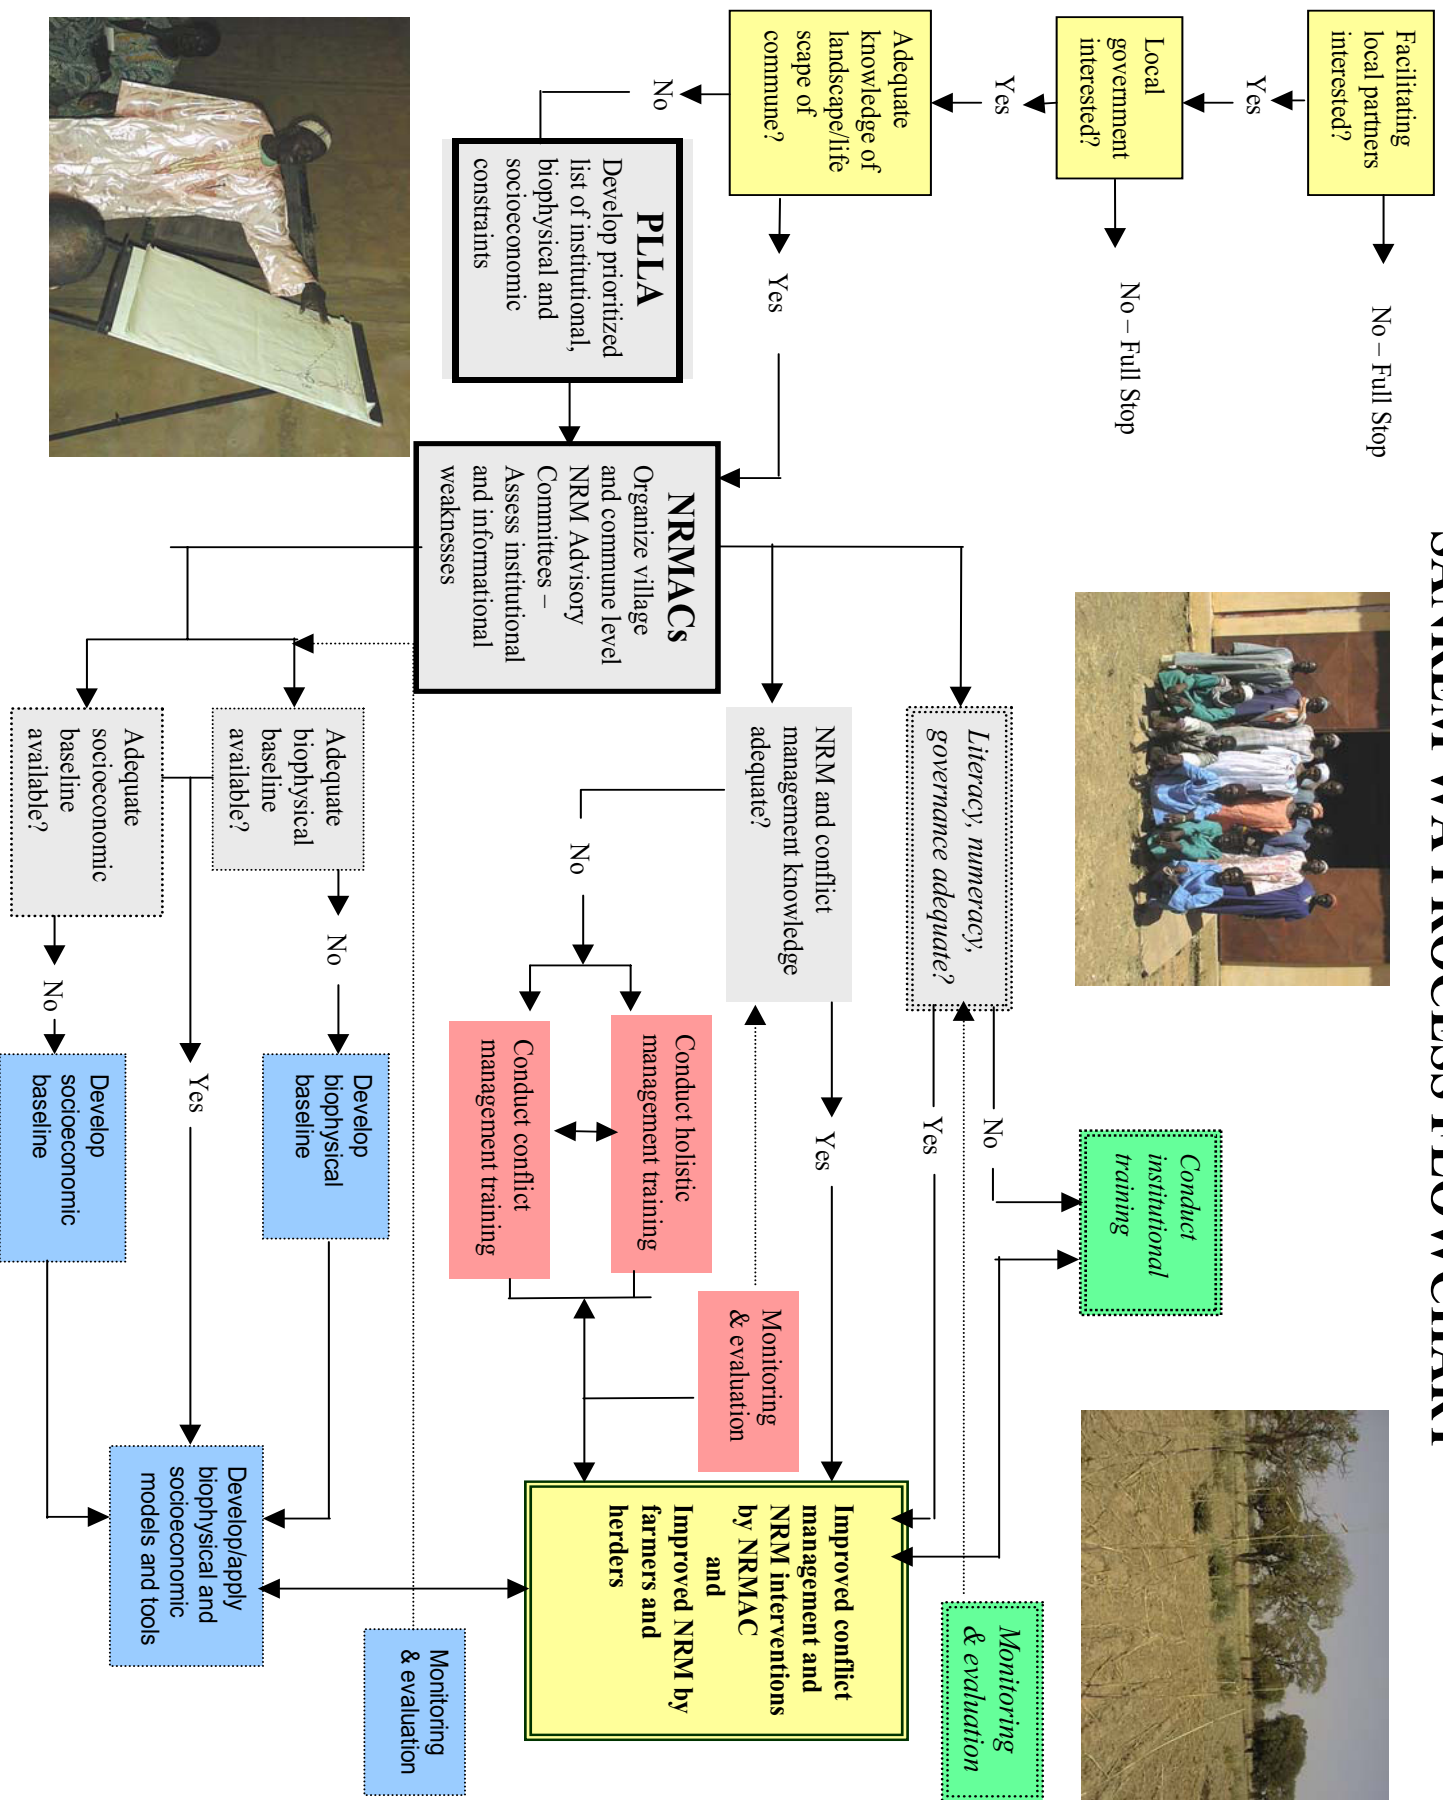 SANREM WA PROCESS FLOWCHART
Facilitating
local partners
interested?
No – Full Stop
Yes
Local
government
interested?
No – Full Stop
Yes
Adequate
knowledge of
landscape/life
scape of
commune?
Yes
No
PLLA
Develop prioritized
list of institutional,
biophysical and
socioeconomic
constraints
NRMACs
Organize village
and commune level
NRM Advisory
Committees –
Assess institutional
and informational
weaknesses
Literacy, numeracy,
governance adequate?
No
Yes
Conduct
institutional
training
Monitoring
& evaluation
NRM and conflict
management knowledge
adequate?
Yes
No
Conduct holistic
management training
Conduct conflict
management training
Monitoring
& evaluation
Improved conflict
management and
NRM interventions
by NRMAC
and
Improved NRM by
farmers and
herders
Adequate
biophysical
baseline
available?
No
Develop
biophysical
baseline
Adequate
socioeconomic
baseline
available?
Yes
No
Develop
socioeconomic
baseline
Develop/apply
biophysical and
socioeconomic
models and tools
Monitoring
& evaluation